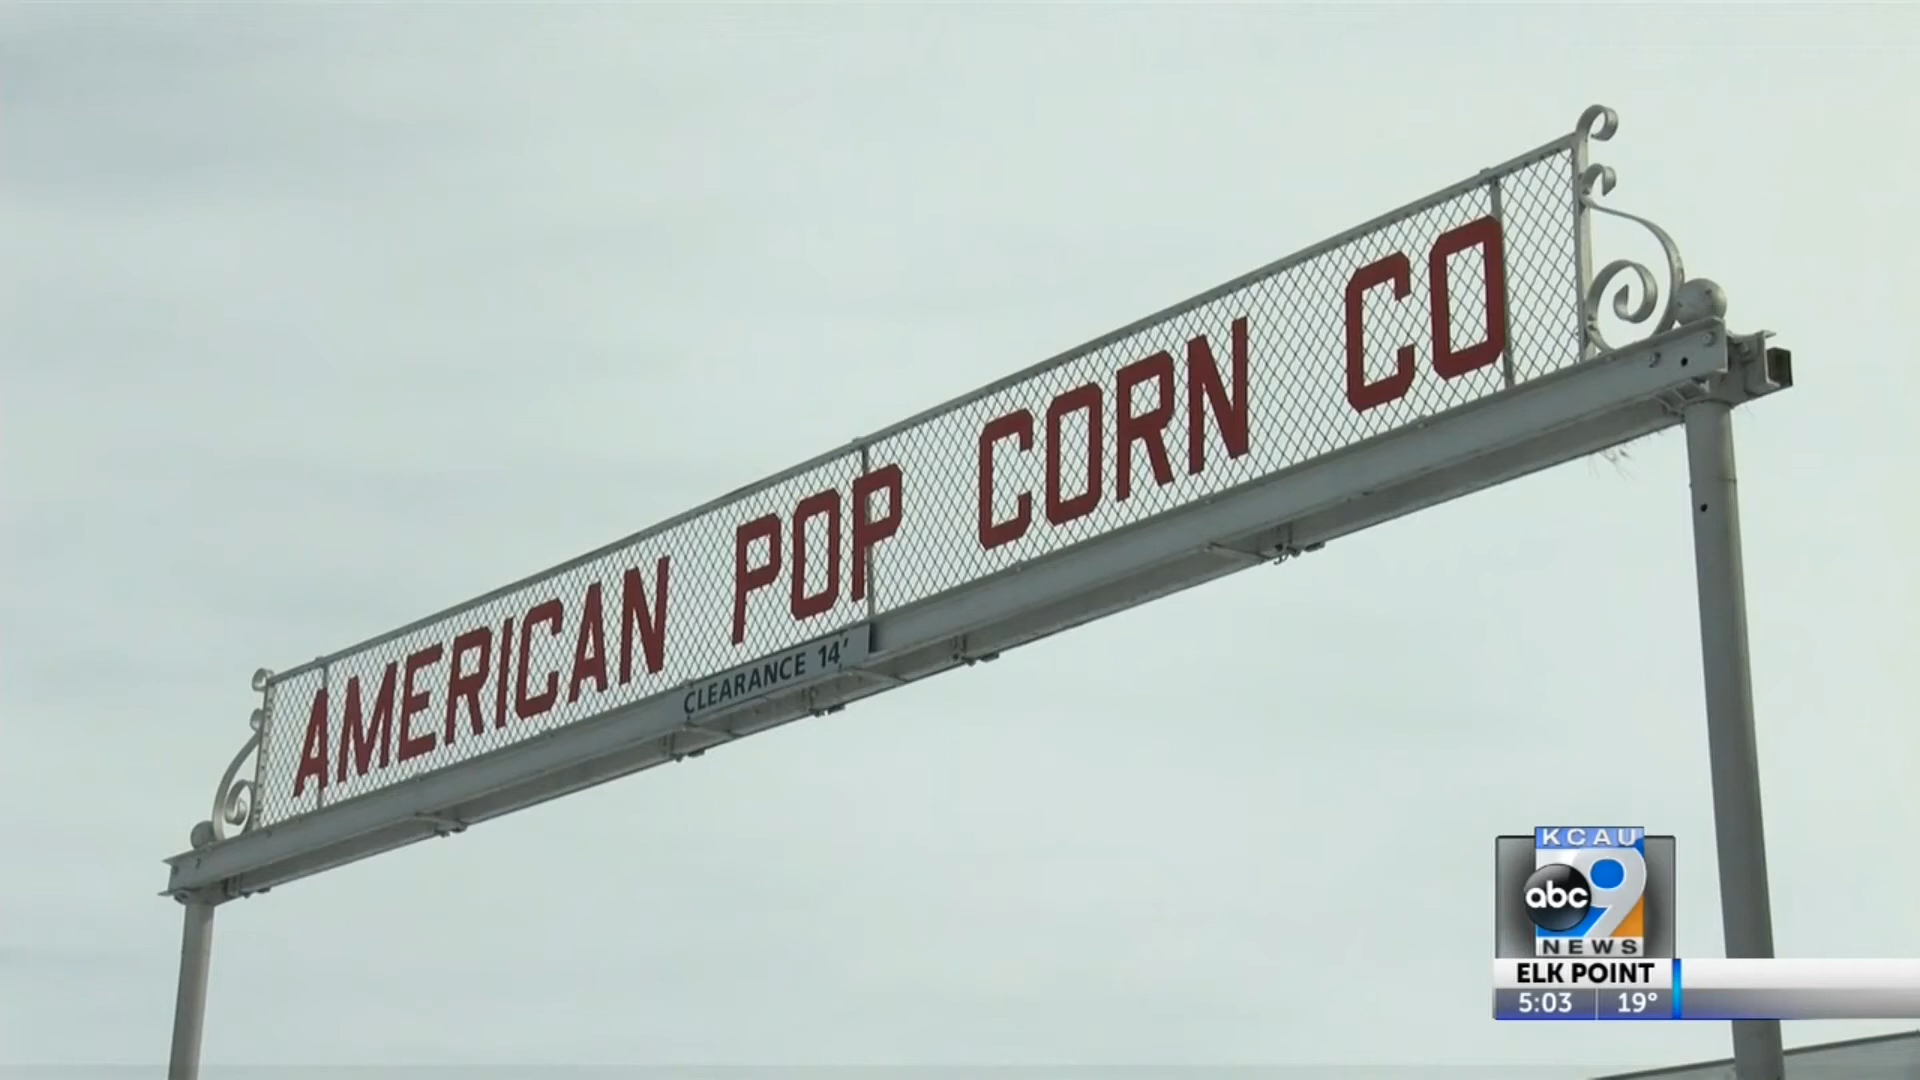 AMERICAN POP CORN CO
CLEARANCE 14'
KCAU
abc 9
NEWS
ELK POINT
5:03 19°